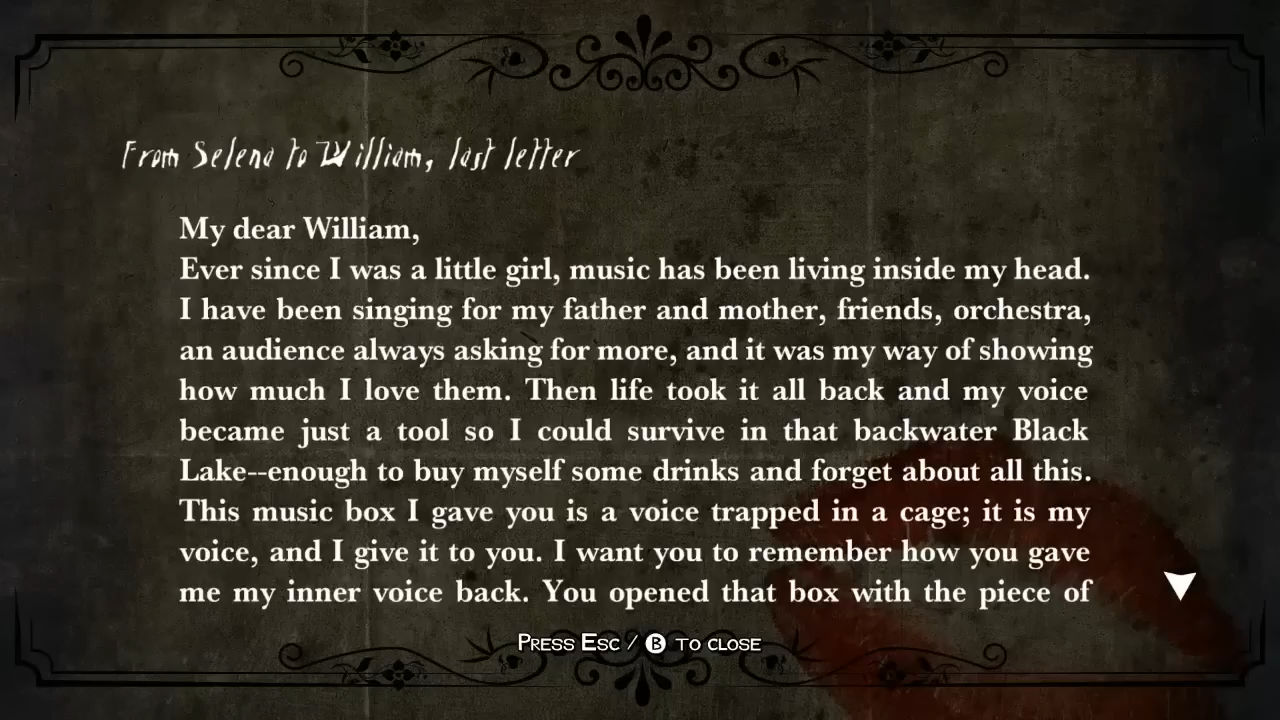 From Selena to William, last letter
My dear William,
Ever since I was a little girl, music has been living inside my head.
I have been singing for my father and mother, friends, orchestra,
an audience always asking for more, and it was my way of showing
how much I love them. Then life took it all back and my voice
became just a tool so I could survive in that backwater Black
Lake--enough to buy myself some drinks and forget about all this.
This music box I gave you is a voice trapped in a cage; it is my
voice, and I give it to you. I want you to remember how you gave
me my inner voice back. You opened that box with the piece of
Press Esc / B to close